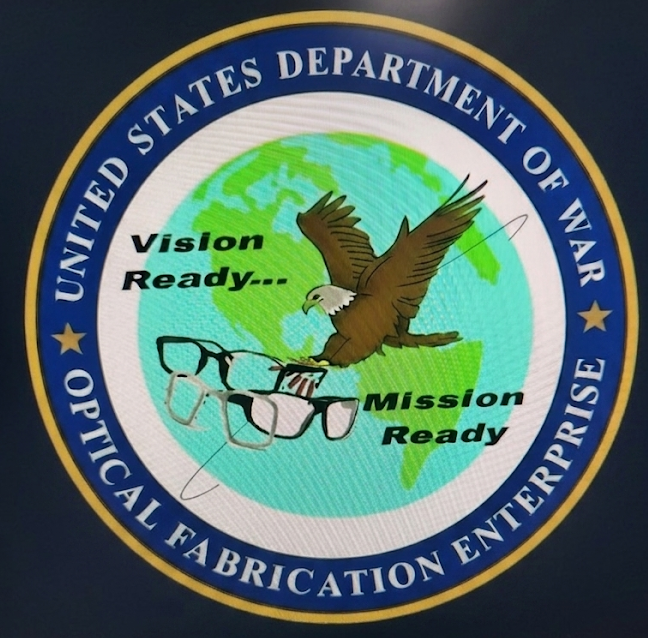 UNITED STATES DEPARTMENT OF WAR
Vision
Ready...
Mission
Ready
OPTICAL FABRICATION ENTERPRISE